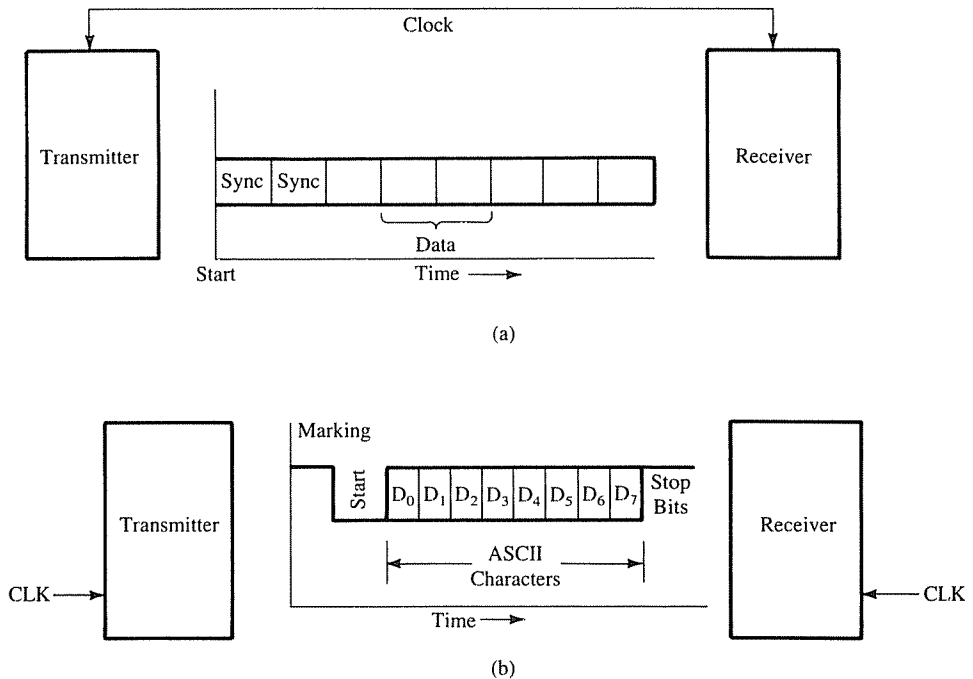 Clock
Transmitter
Receiver
Sync Sync
Data
Start
Time
(a)
Marking
Start
D₀ D₁ D₂ D₃ D₄ D₅ D₆ D₇
Stop
Bits
Transmitter
Receiver
ASCII
Characters
CLK
CLK
Time
(b)